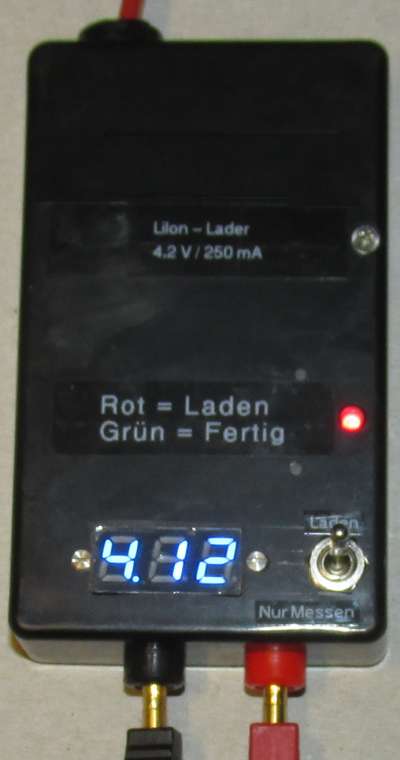 LiIon – Lader
4.2 V / 250 mA
Rot = Laden
Grün = Fertig
4.12
Laden
Nur Messen